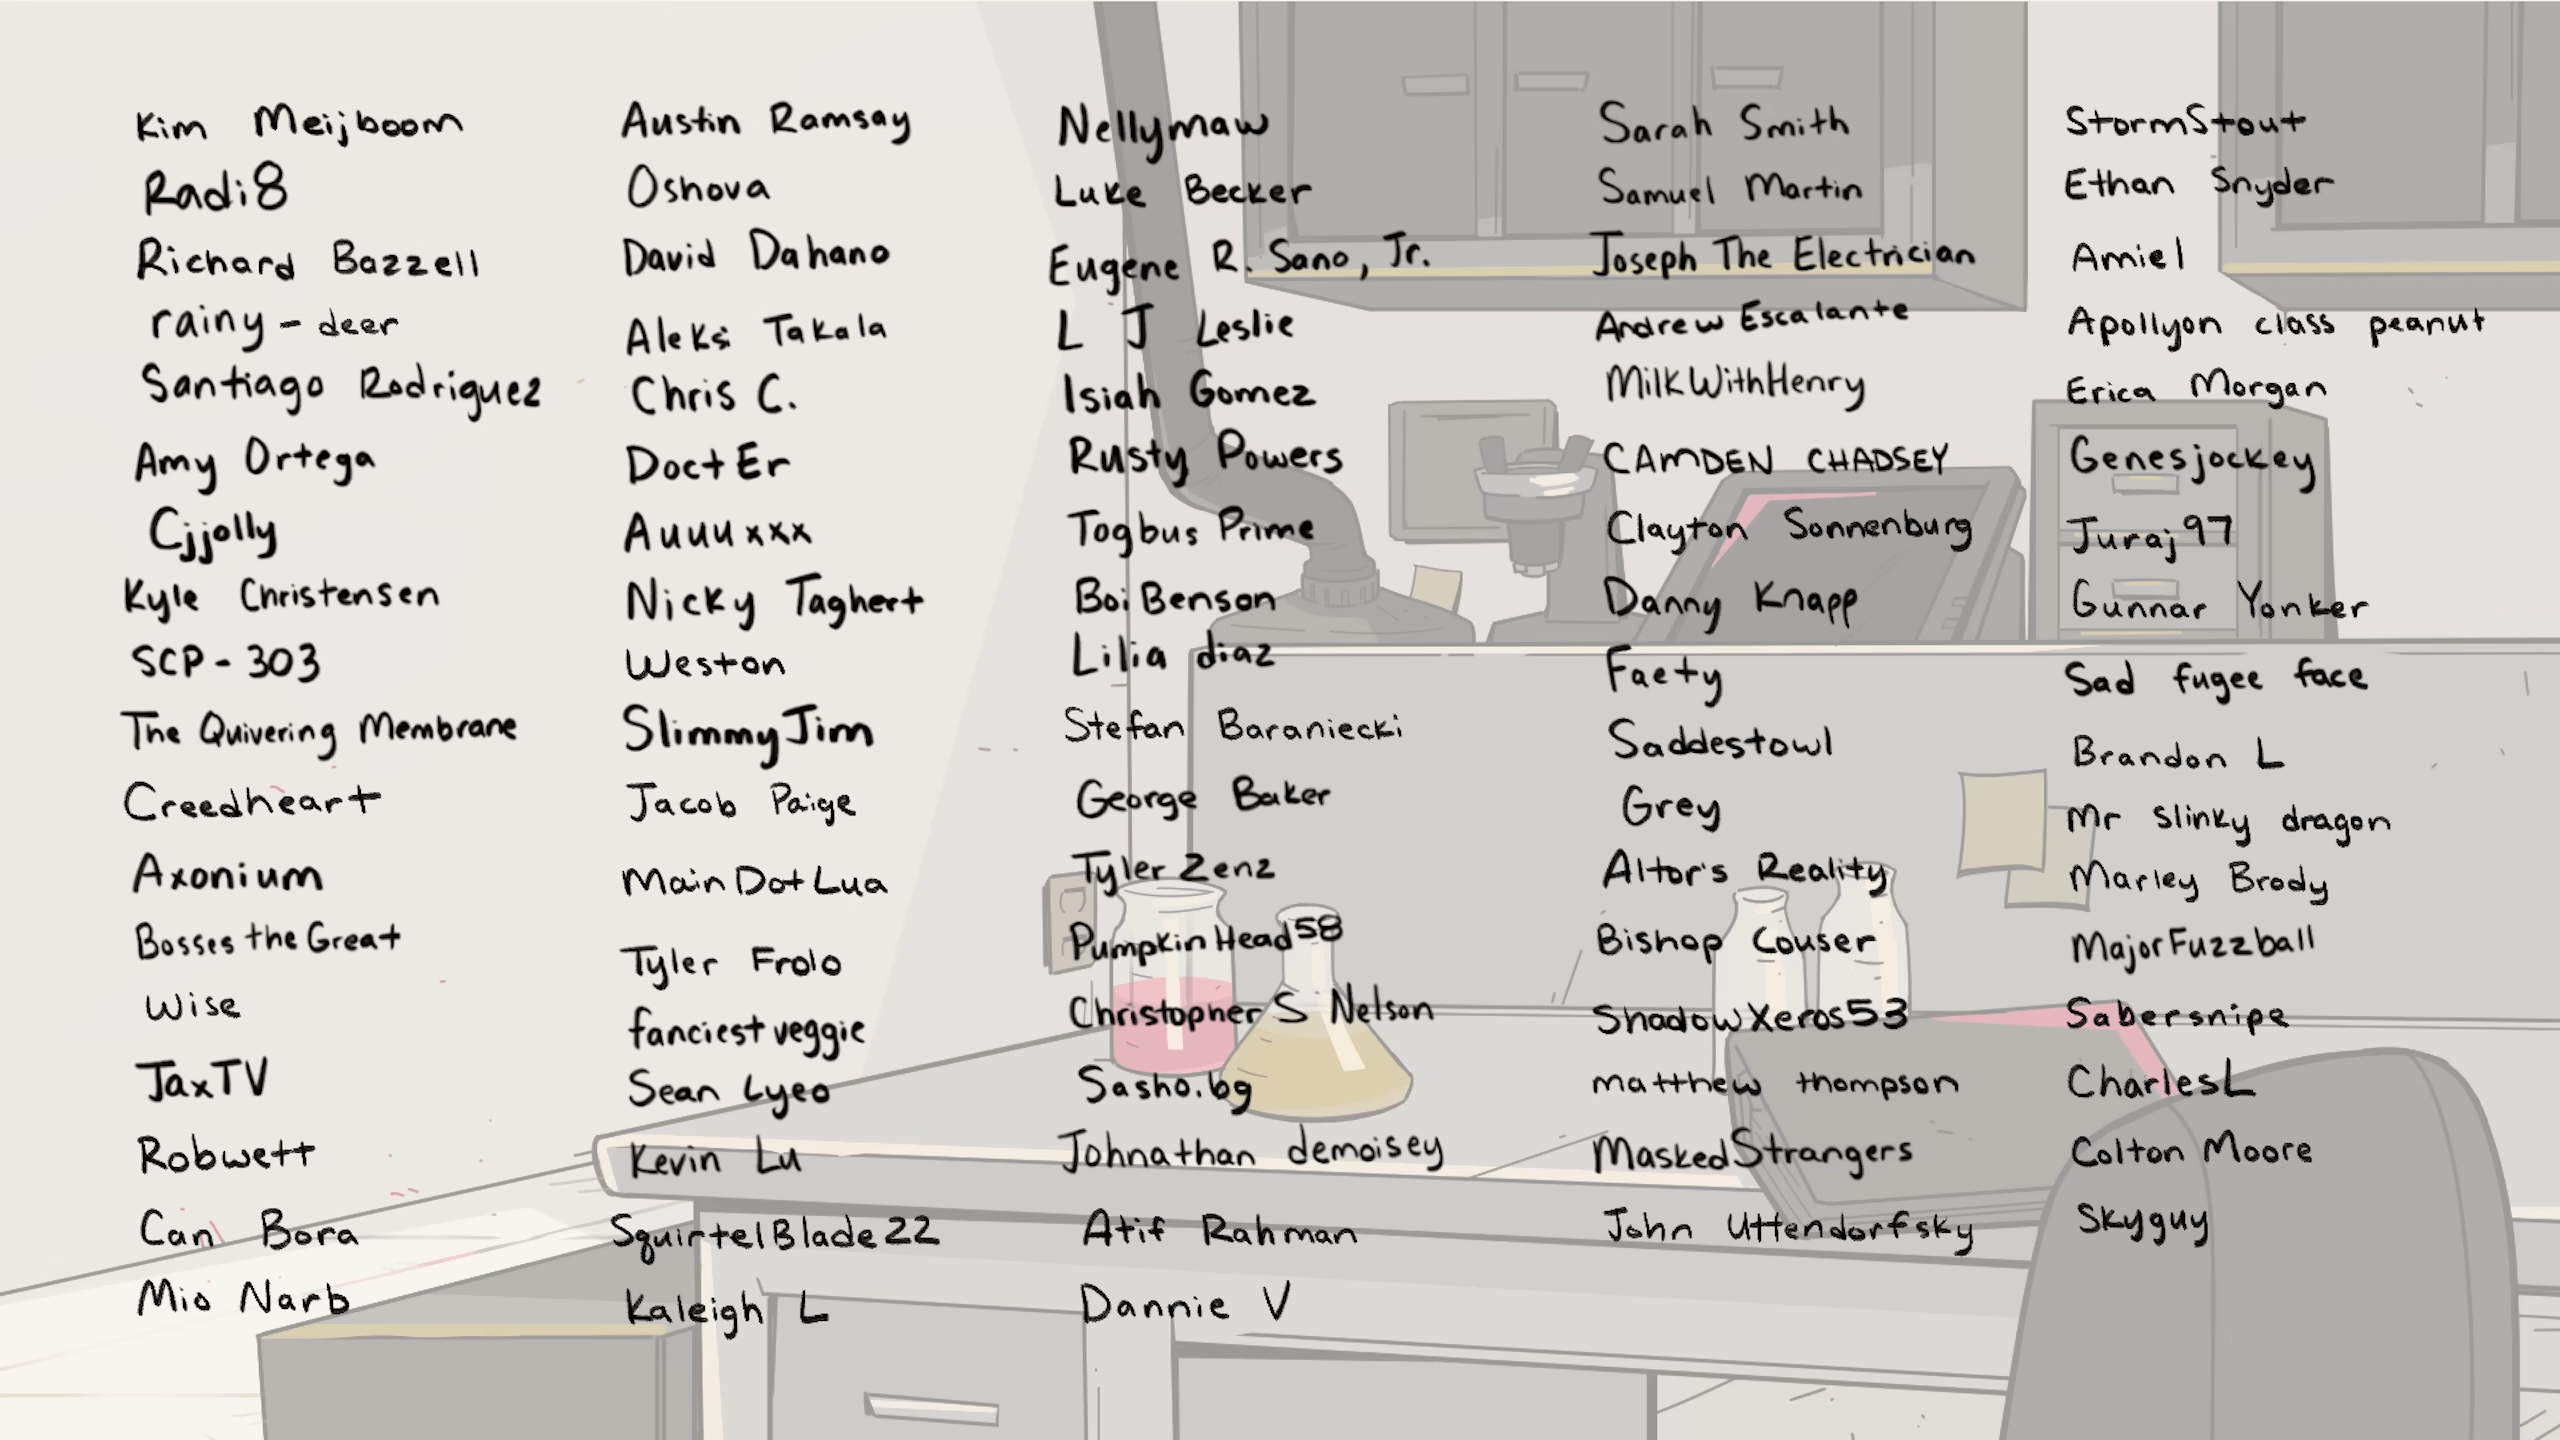 Kim Meijboom
Radi8
Richard Bazzell
rainy-deer
Santiago Rodriguez
Amy Ortega
Cjjolly
Kyle Christensen
SCP-303
The Quivering Membrane
Creedheart
Axonium
Bosses the Great
Wise
JaxTV
Robwett
Can Bora
Mio Narb
Austin Ramsay
Oshova
David Dahano
Aleksi Takala
Chris C.
DoctEr
Auuuxxx
Nicky Taghert
Weston
SlimmyJim
Jacob Paige
MainDotLua
Tyler Frolo
fanciestveggie
Sean Lyeo
Kevin Lu
SquirtelBlade22
Kaleigh L
Nellymaw
Luke Becker
Eugene R. Sano, Jr.
L J Leslie
Isiah Gomez
Rusty Powers
Togbus Prime
BoiBenson
Lilia diaz
Stefan Baraniecki
George Baker
Tyler Zenz
PumpkinHead58
Christopher S Nelson
Sasho.bg
Johnathan demoisey
Atif Rahman
Dannie V
Sarah Smith
Samuel Martin
Joseph The Electrician
Andrew Escalante
MilkWithHenry
CAMDEN CHADSEY
Clayton Sonnenburg
Danny Knapp
Faety
Saddestowl
Grey
Altor's Reality
Bishop Couser
ShadowXeros53
matthew thompson
MaskedStrangers
John Uttendorfsky
StormStout
Ethan Snyder
Amiel
Apollyon class peanut
Erica Morgan
Genesjockey
Juraj97
Gunnar Yonker
Sad fugee face
Brandon L
Mr slinky dragon
Marley Brody
MajorFuzzball
Sabersnipe
CharlesL
Colton Moore
Skyguy